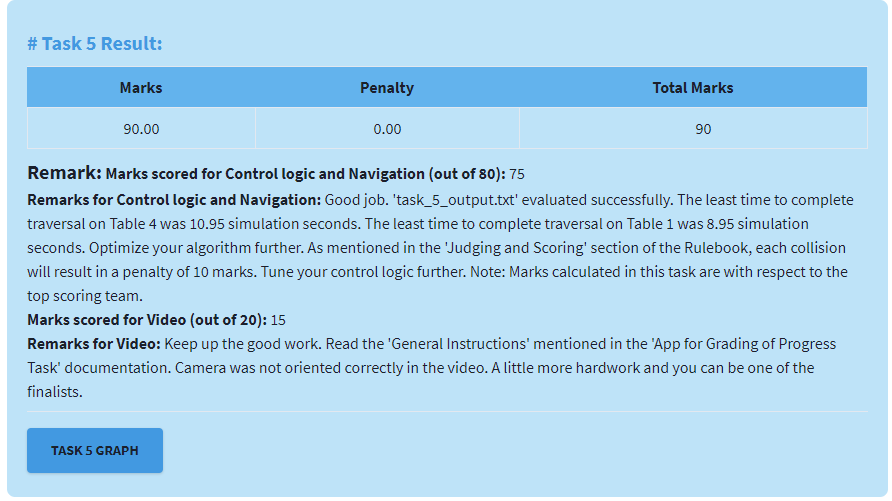 # Task 5 Result:
Marks Penalty Total Marks
90.00 0.00 90
Remark: Marks scored for Control logic and Navigation (out of 80): 75
Remarks for Control logic and Navigation: Good job. 'task_5_output.txt' evaluated successfully. The least time to complete
traversal on Table 4 was 10.95 simulation seconds. The least time to complete traversal on Table 1 was 8.95 simulation
seconds. Optimize your algorithm further. As mentioned in the 'Judging and Scoring' section of the Rulebook, each collision
will result in a penalty of 10 marks. Tune your control logic further. Note: Marks calculated in this task are with respect to the
top scoring team.
Marks scored for Video (out of 20): 15
Remarks for Video: Keep up the good work. Read the 'General Instructions' mentioned in the 'App for Grading of Progress
Task' documentation. Camera was not oriented correctly in the video. A little more hardwork and you can be one of the
finalists.
TASK 5 GRAPH